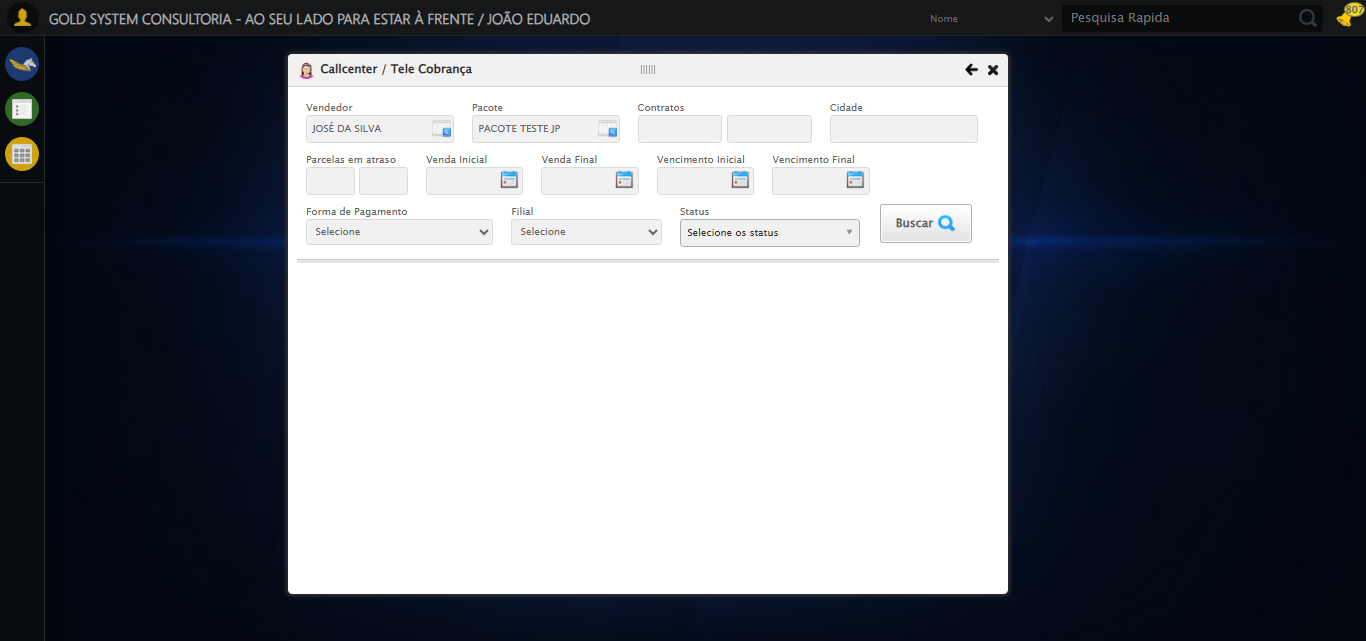 GOLD SYSTEM CONSULTORIA - AO SEU LADO PARA ESTAR À FRENTE / JOÃO EDUARDO
Nome
Pesquisa Rapida
807
Callcenter / Tele Cobrança
Vendedor Pacote Contratos Cidade
JOSÉ DA SILVA PACOTE TESTE JP
Parcelas em atraso Venda Inicial Venda Final Vencimento Inicial Vencimento Final
Forma de Pagamento Filial Status
Selecione Selecione Selecione os status Buscar